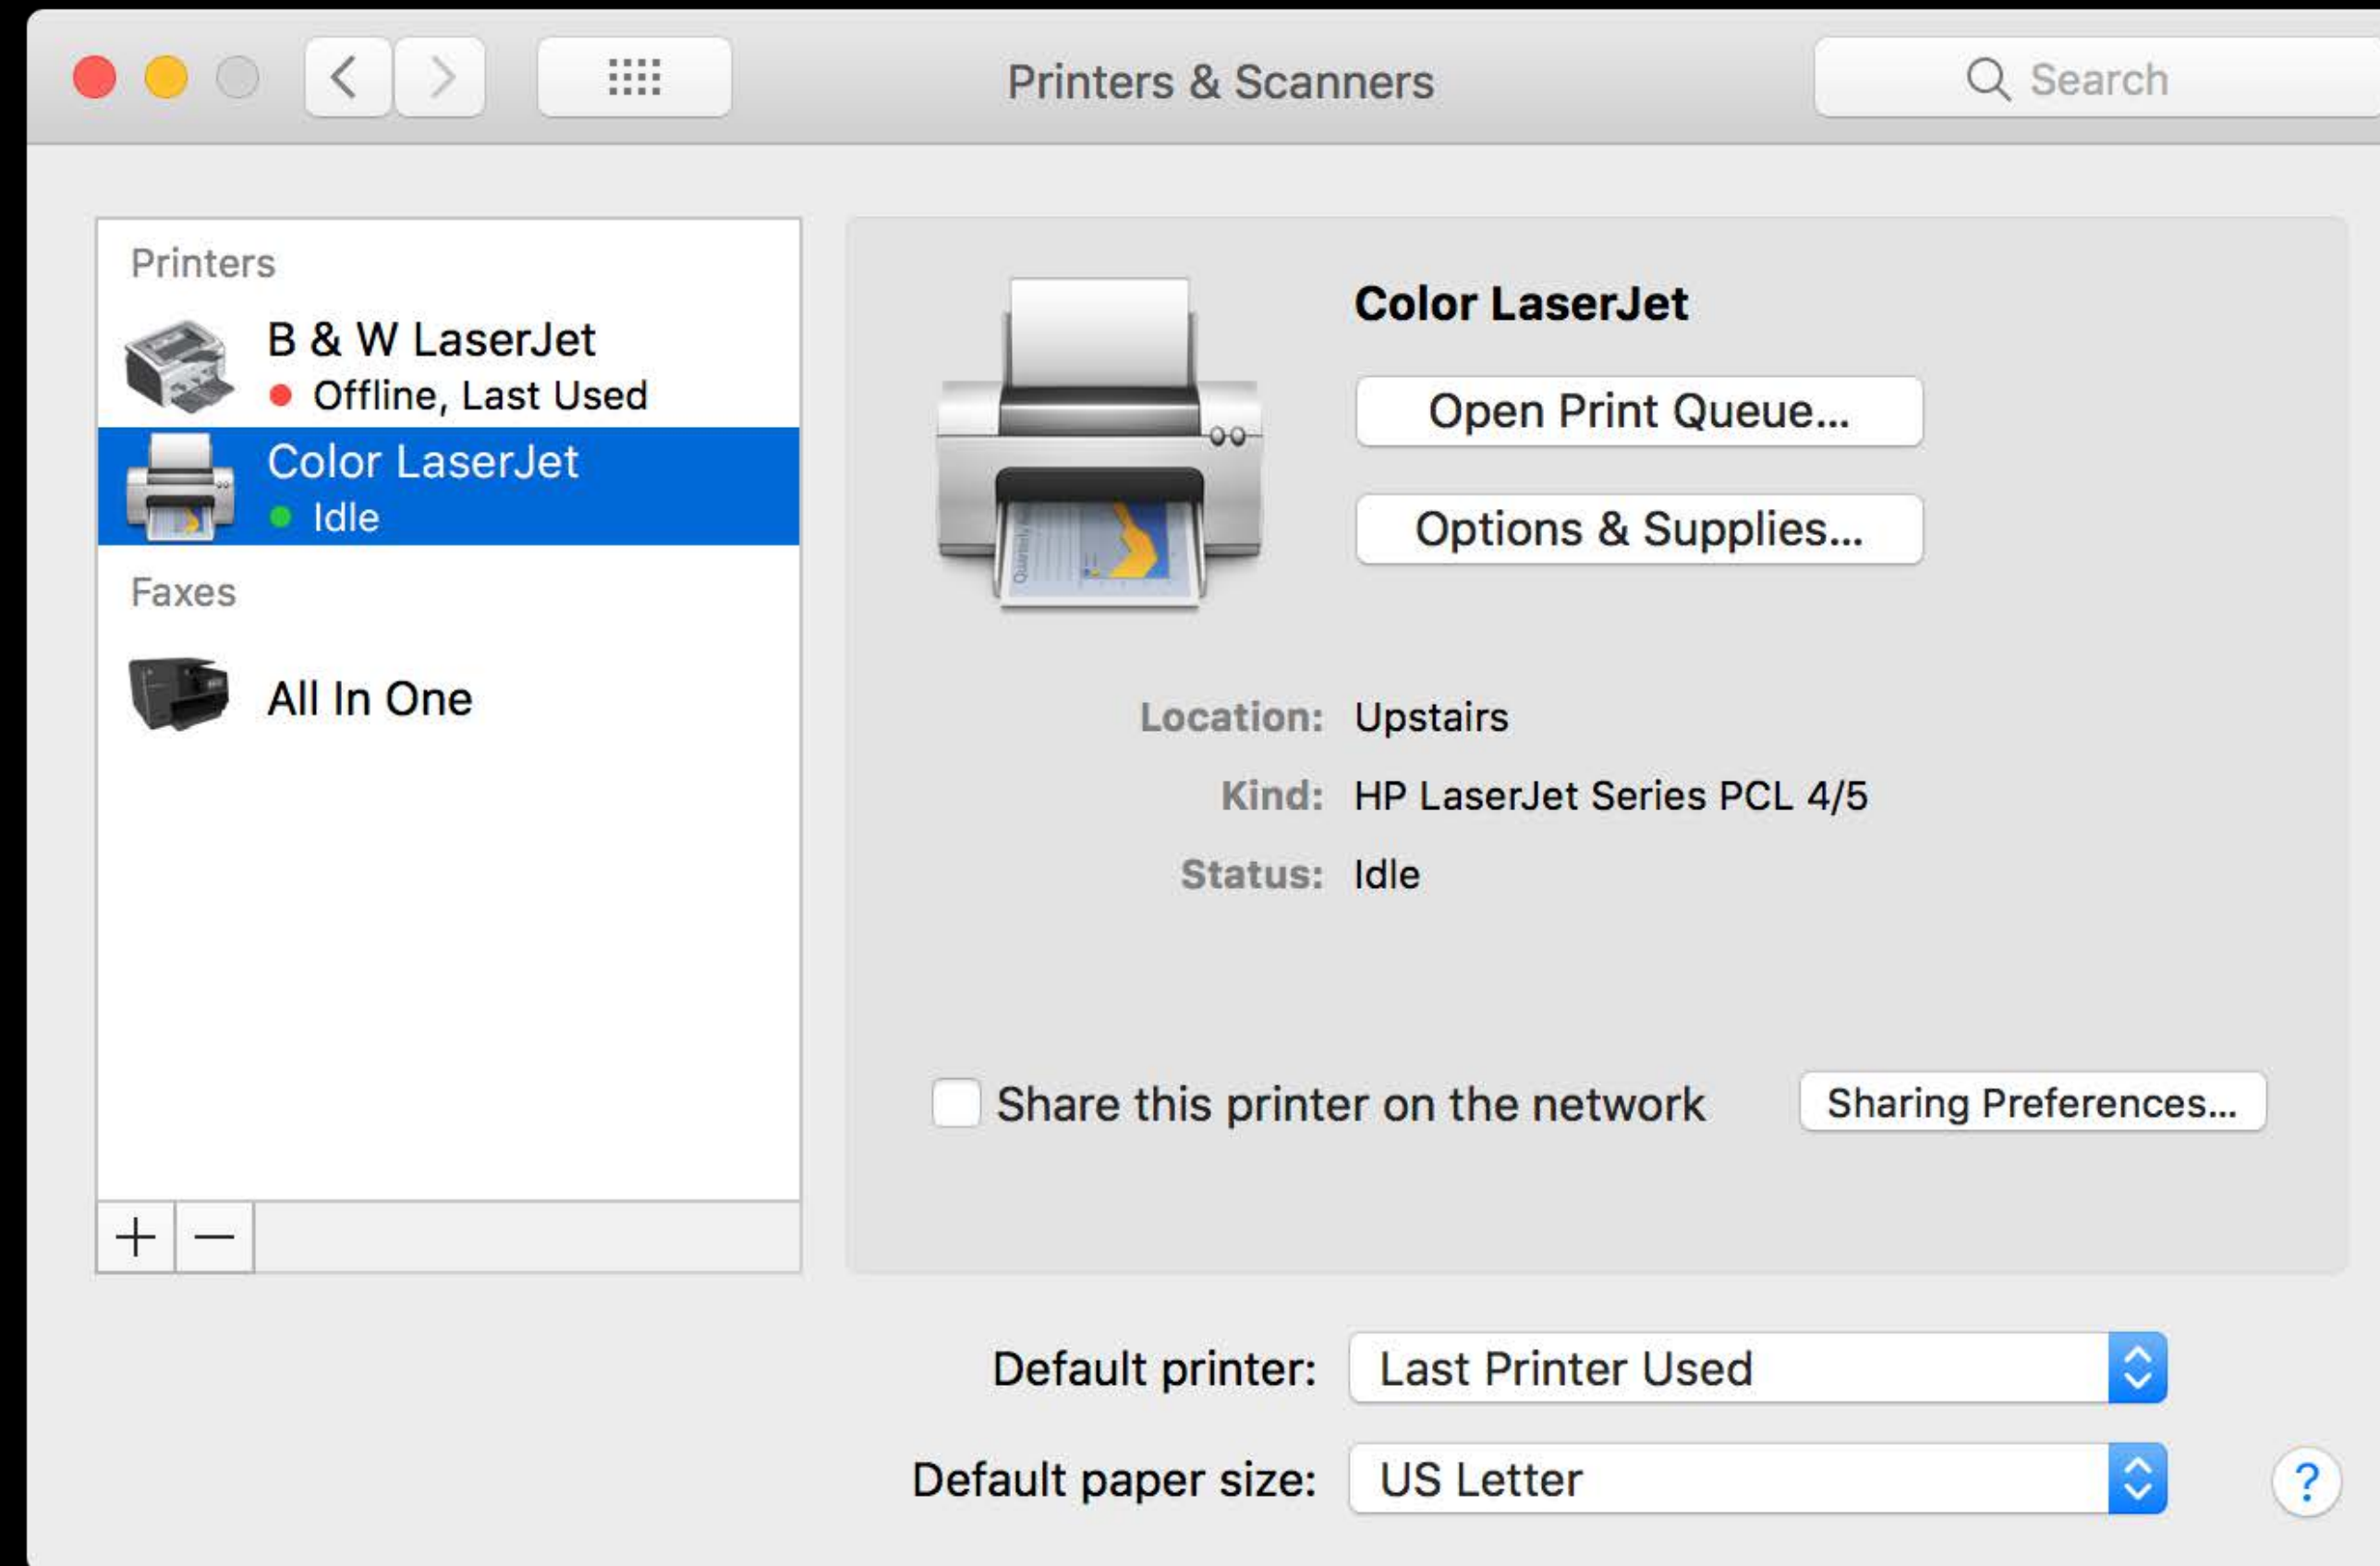 Printers & Scanners
Search
Printers
B & W LaserJet
Offline, Last Used
Color LaserJet
Idle
Faxes
All In One
Color LaserJet
Open Print Queue...
Options & Supplies...
Location: Upstairs
Kind: HP LaserJet Series PCL 4/5
Status: Idle
Share this printer on the network
Sharing Preferences...
Default printer: Last Printer Used
Default paper size: US Letter
?